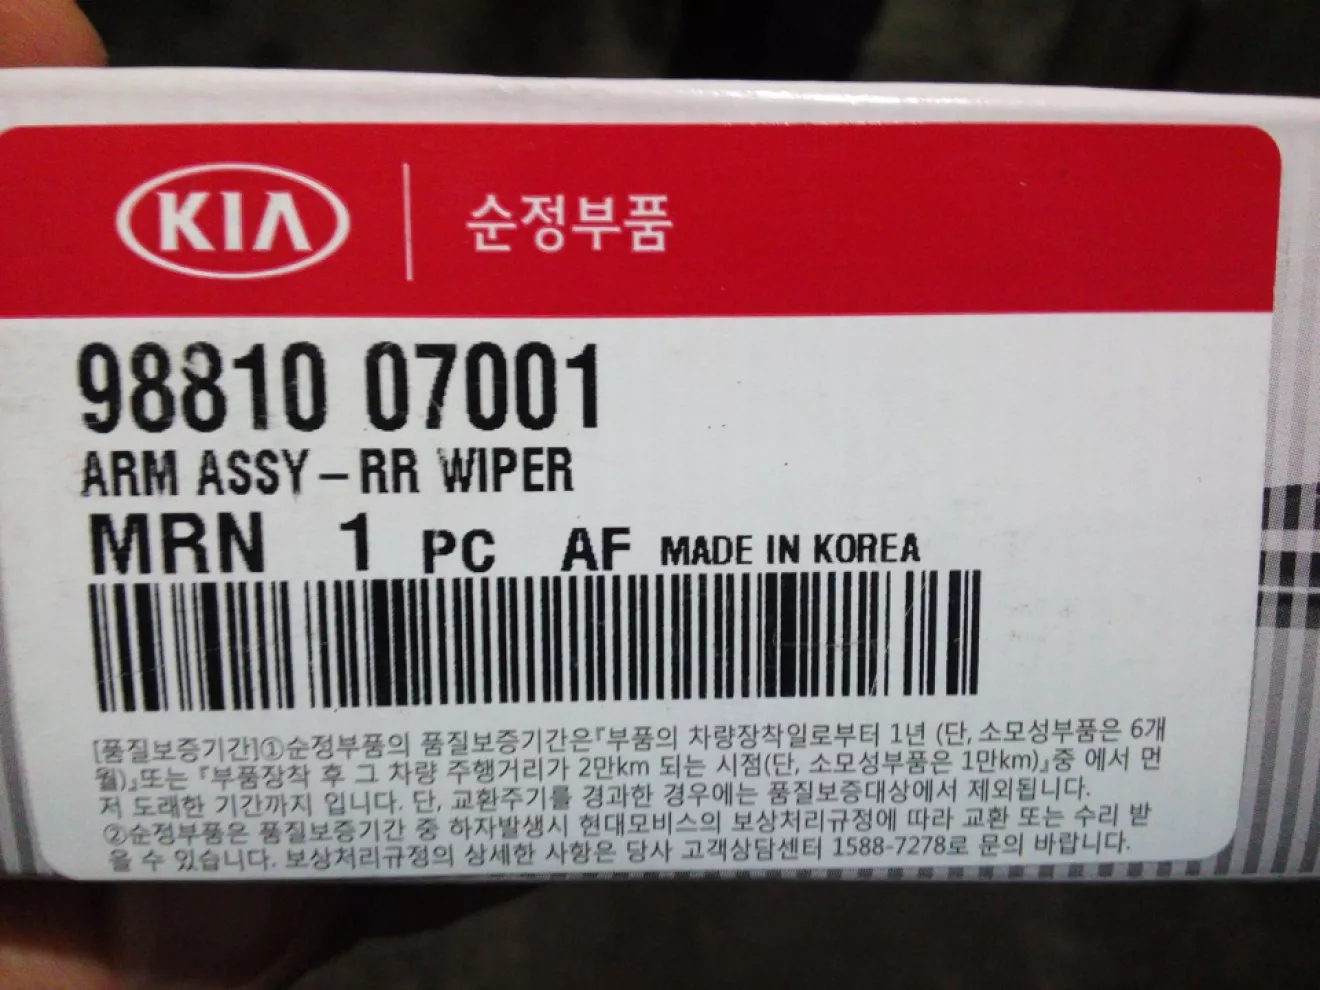 KIA 순정부품
98810 07001
ARM ASSY-RR WIPER
MRN 1 PC AF MADE IN KOREA
[품질보증기간]①순정부품의 품질보증기간은『부품의 차량장착일로부터 1년 (단, 소모성부품은 6개
월)』또는 『부품장착 후 그 차량 주행거리가 2만km 되는 시점(단, 소모성부품은 1만km)』중 에서 먼
저 도래한 기간까지 입니다. 단, 교환주기를 경과한 경우에는 품질보증대상에서 제외됩니다.
②순정부품은 품질보증기간 중 하자발생시 현대모비스의 보상처리규정에 따라 교환 또는 수리 받
을 수 있습니다. 보상처리규정의 상세한 사항은 당사 고객상담센터 1588-7278로 문의 바랍니다.